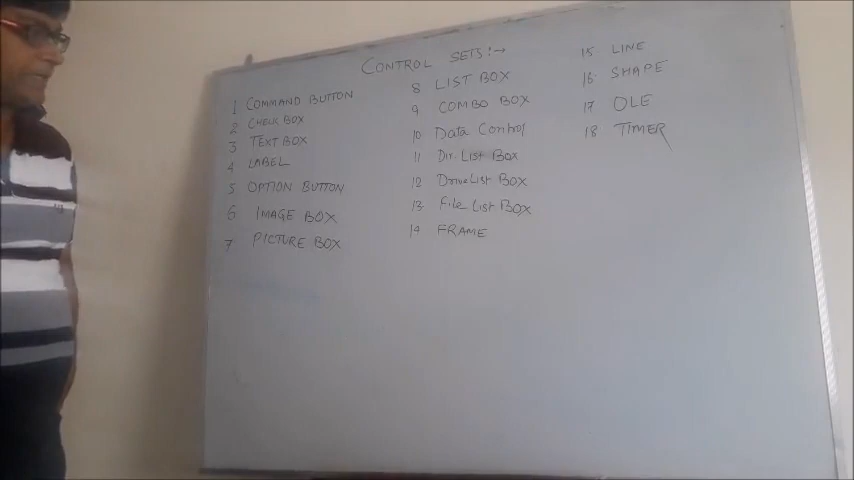 CONTROL SETS:→
1 COMMAND BUTTON
2 CHECK BOX
3 TEXT BOX
4 LABEL
5 OPTION BUTTON
6 IMAGE BOX
7 PICTURE BOX
8 LIST BOX
9 COMBO BOX
10 Data Control
11 Dir. List BOX
12 DriveList BOX
13 File List BOX
14 FRAME
15 LINE
16 SHAPE
17 OLE
18 TIMER